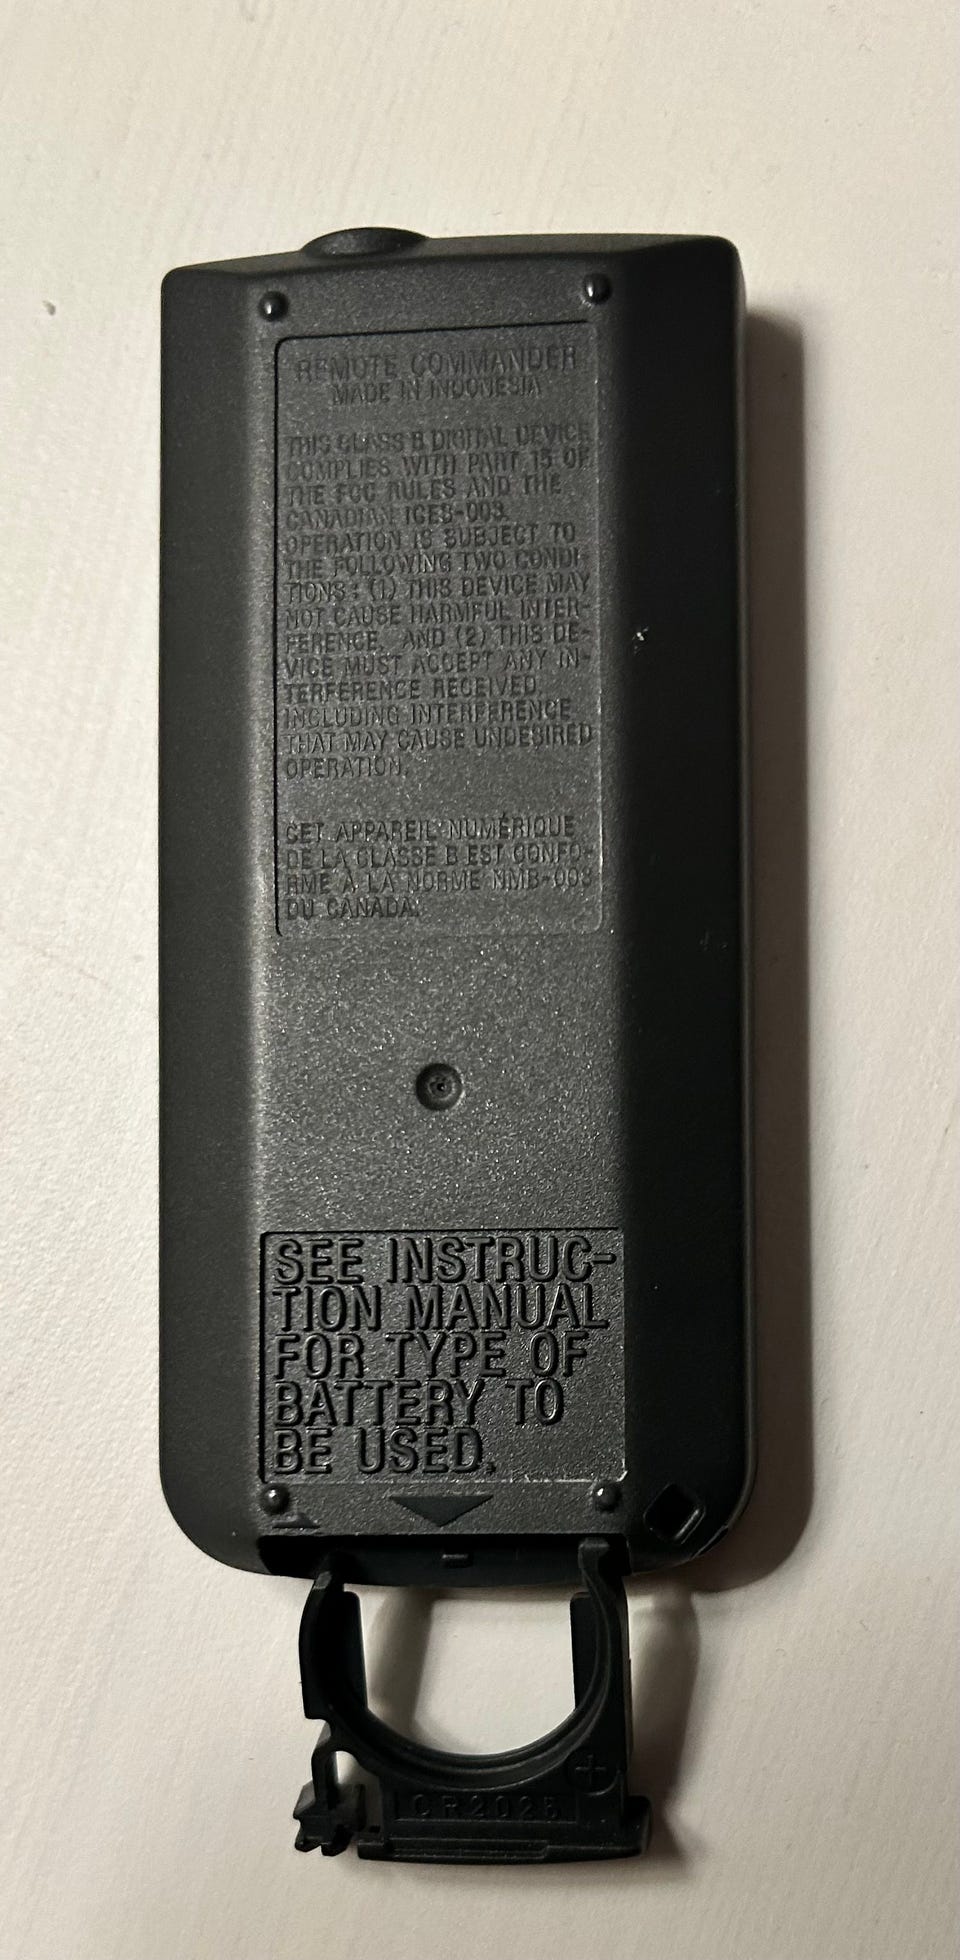 REMOTE COMMANDER
MADE IN INDONESIA
THIS CLASS B DIGITAL DEVICE
COMPLIES WITH PART 15 OF
THE FCC RULES AND THE
CANADIAN ICES-003.
OPERATION IS SUBJECT TO
THE FOLLOWING TWO CONDI-
TIONS : (1) THIS DEVICE MAY
NOT CAUSE HARMFUL INTER-
FERENCE, AND (2) THIS DE-
VICE MUST ACCEPT ANY IN-
TERFERENCE RECEIVED,
INCLUDING INTERFERENCE
THAT MAY CAUSE UNDESIRED
OPERATION.
CET APPAREIL NUMÉRIQUE
DE LA CLASSE B EST CONFO-
RME À LA NORME NMB-003
DU CANADA.
SEE INSTRUC-
TION MANUAL
FOR TYPE OF
BATTERY TO
BE USED.
+
CR2025